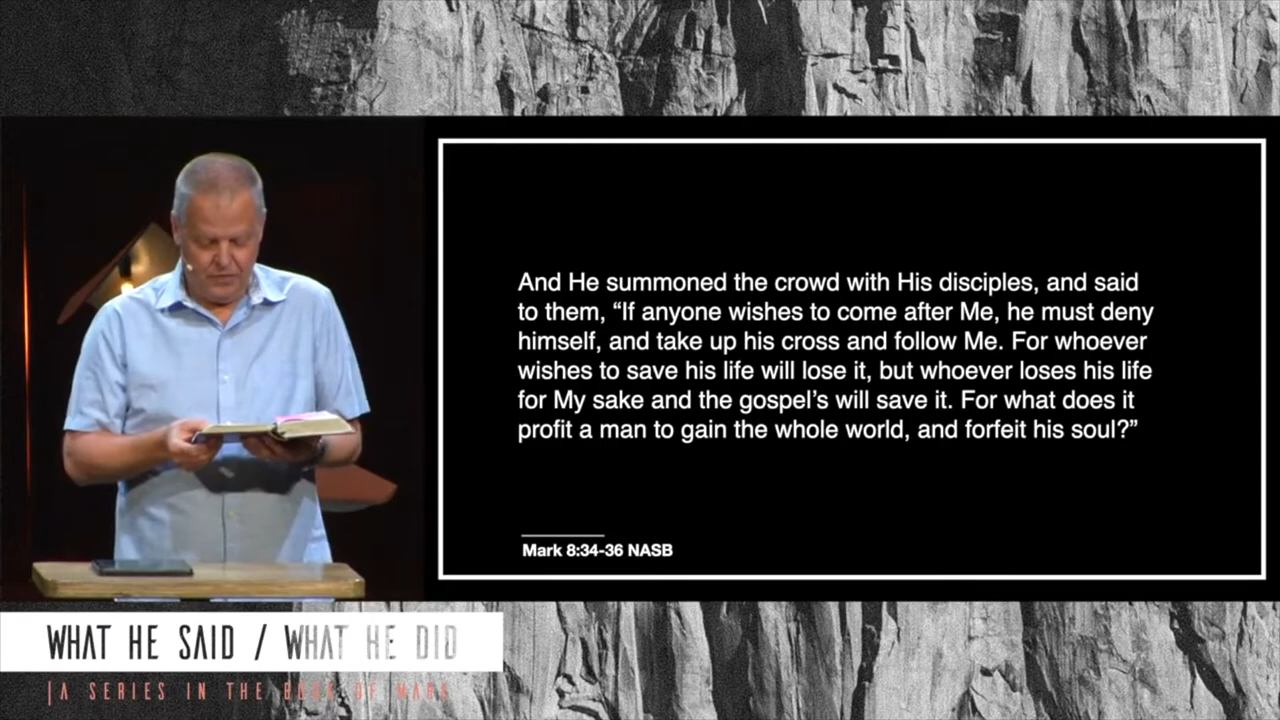 And He summoned the crowd with His disciples, and said
to them, “If anyone wishes to come after Me, he must deny
himself, and take up his cross and follow Me. For whoever
wishes to save his life will lose it, but whoever loses his life
for My sake and the gospel’s will save it. For what does it
profit a man to gain the whole world, and forfeit his soul?”
Mark 8:34-36 NASB
WHAT HE SAID / WHAT HE DID
|A SERIES IN THE BOOK OF MARK